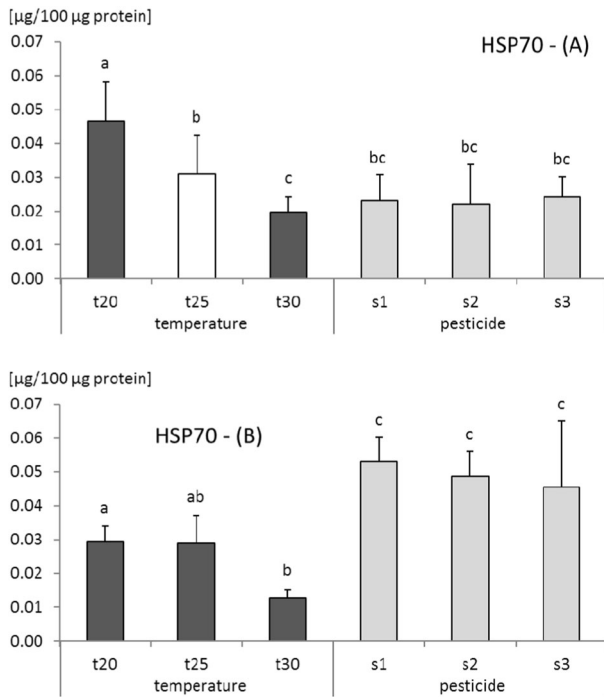 [µg/100 µg protein]
HSP70 - (A)
0.07
0.06
0.05
0.04
0.03
0.02
0.01
0.00
a
b
c
bc
bc
bc
t20 t25 t30 s1 s2 s3
temperature pesticide
[µg/100 µg protein]
HSP70 - (B)
0.07
0.06
0.05
0.04
0.03
0.02
0.01
0.00
a
ab
b
c
c
c
t20 t25 t30 s1 s2 s3
temperature pesticide